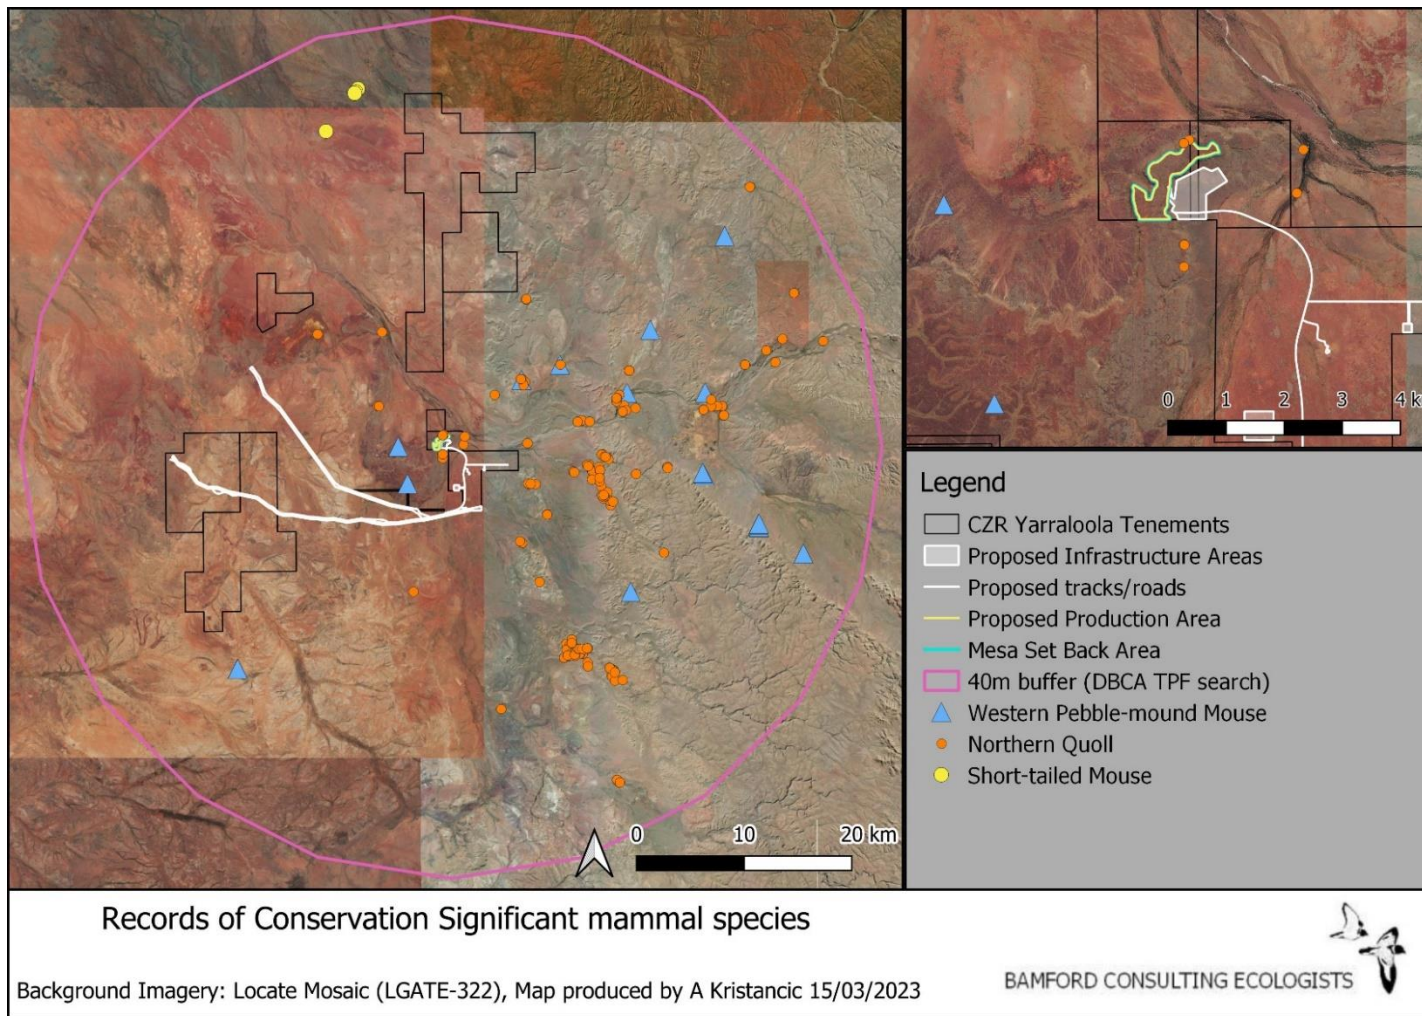 0 1 2 3 4 k
Legend
CZR Yarraloola Tenements
Proposed Infrastructure Areas
Proposed tracks/roads
Proposed Production Area
Mesa Set Back Area
40m buffer (DBCA TPF search)
Western Pebble-mound Mouse
Northern Quoll
Short-tailed Mouse
0 10 20 km
Records of Conservation Significant mammal species
Background Imagery: Locate Mosaic (LGATE-322), Map produced by A Kristancic 15/03/2023
BAMFORD CONSULTING ECOLOGISTS